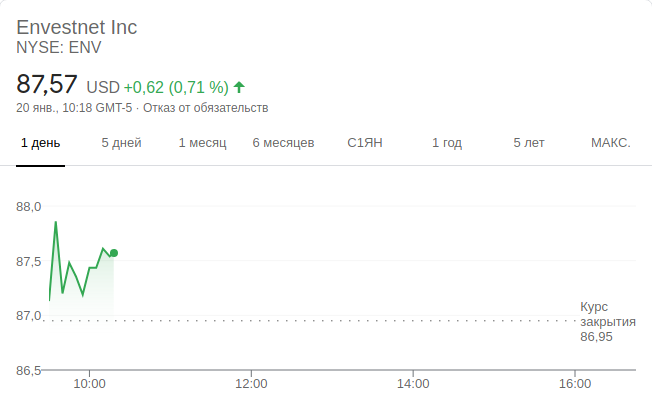 Envestnet Inc
NYSE: ENV
87,57 USD +0,62 (0,71 %)
20 янв., 10:18 GMT-5 · Отказ от обязательств
1 день 5 дней 1 месяц 6 месяцев С1ЯН 1 год 5 лет МАКС.
88,0
87,5
87,0
86,5
Курс
закрытия
86,95
10:00 12:00 14:00 16:00